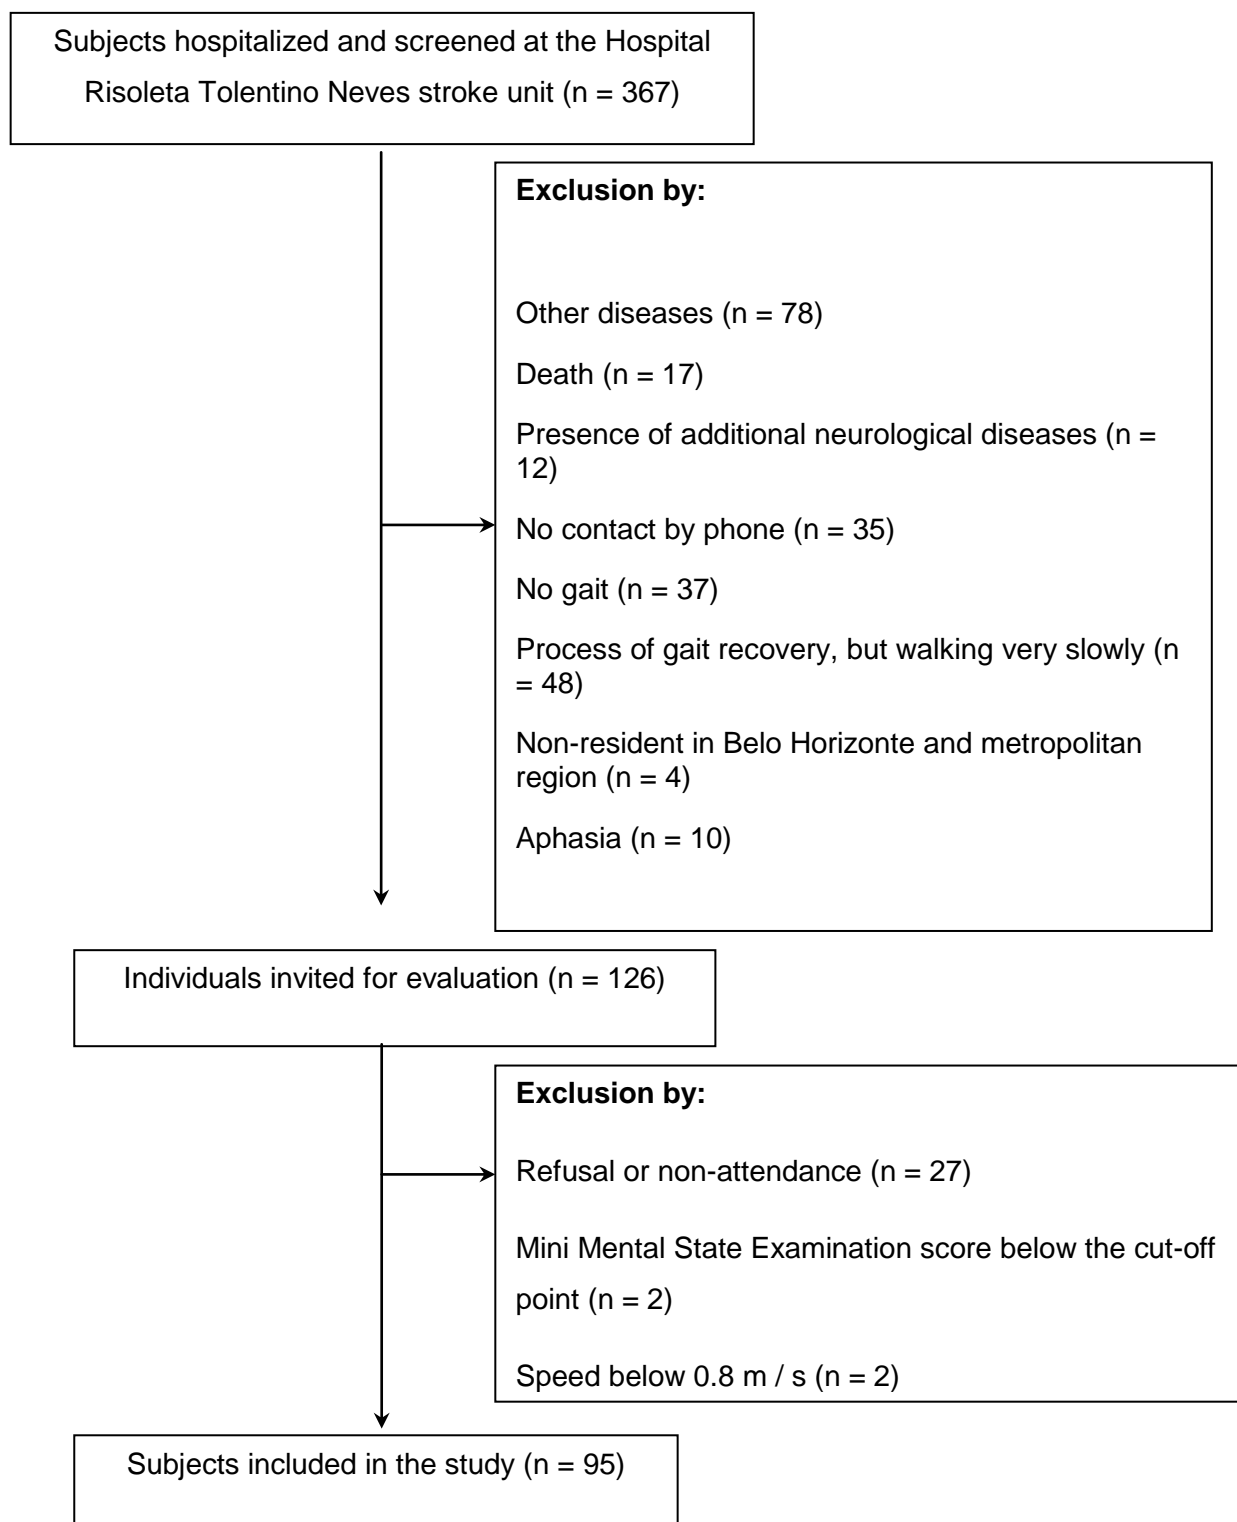 Subjects hospitalized and screened at the Hospital
Risoleta Tolentino Neves stroke unit (n = 367)
Exclusion by:
Other diseases (n = 78)
Death (n = 17)
Presence of additional neurological diseases (n =
12)
No contact by phone (n = 35)
No gait (n = 37)
Process of gait recovery, but walking very slowly (n
= 48)
Non-resident in Belo Horizonte and metropolitan
region (n = 4)
Aphasia (n = 10)
Individuals invited for evaluation (n = 126)
Exclusion by:
Refusal or non-attendance (n = 27)
Mini Mental State Examination score below the cut-off
point (n = 2)
Speed below 0.8 m / s (n = 2)
Subjects included in the study (n = 95)